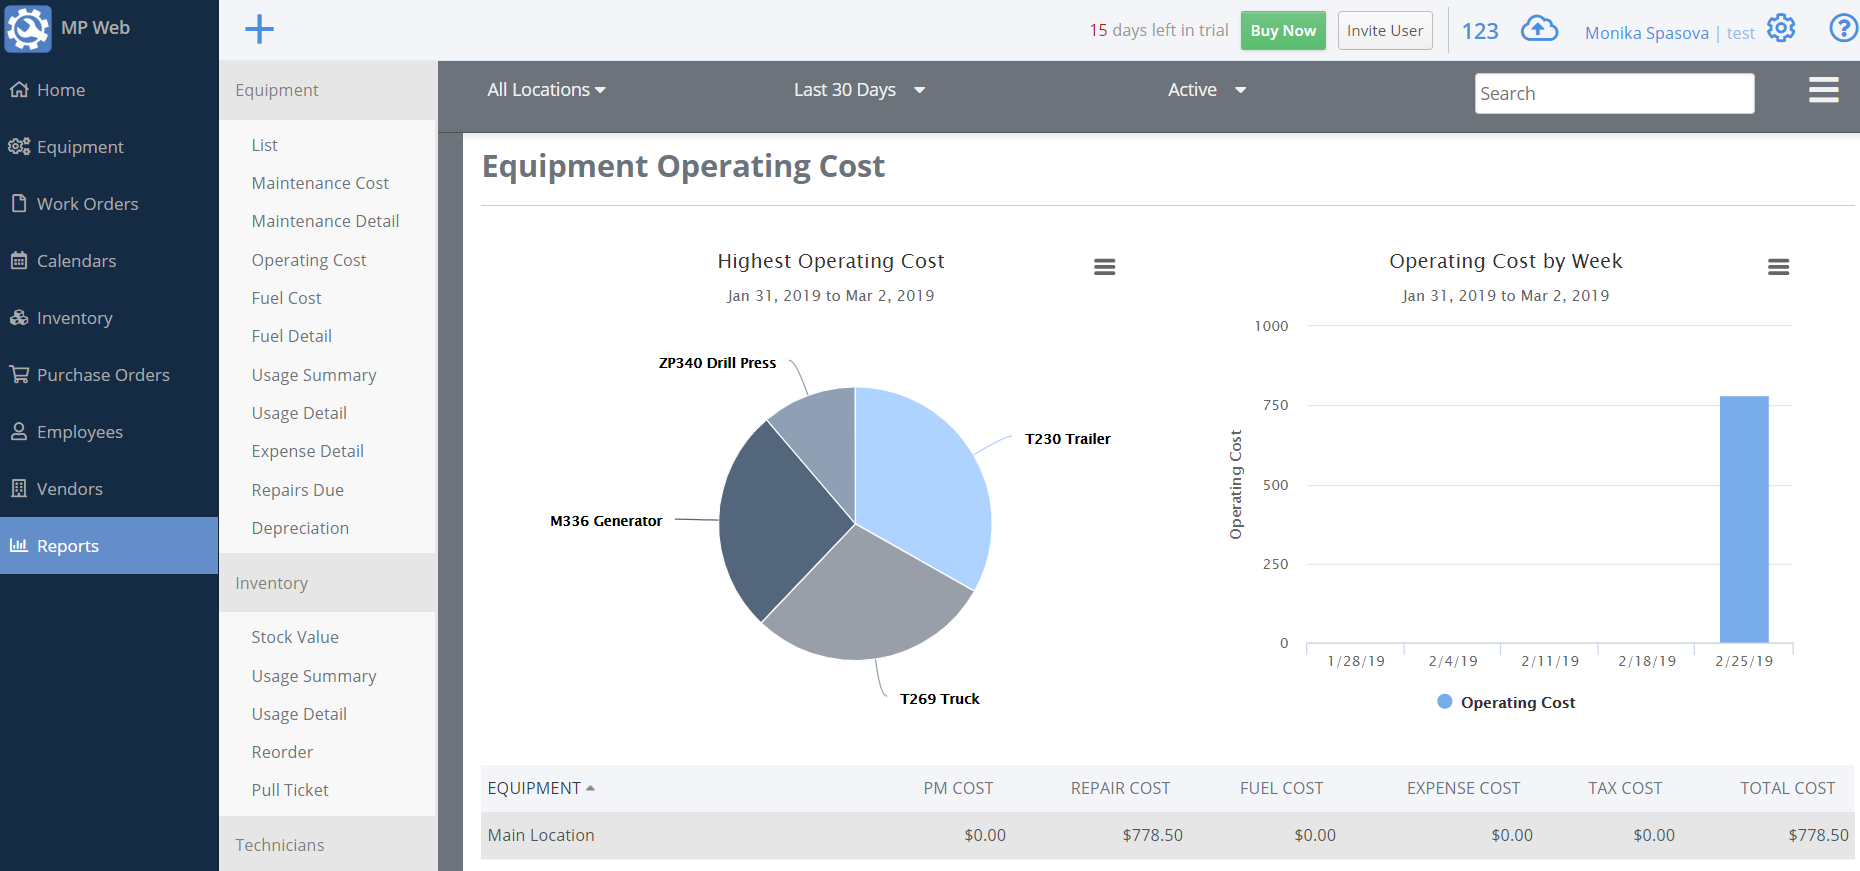 MP Web
15 days left in trial
Buy Now
Invite User
123
Monika Spasova | test
Home
Equipment
Work Orders
Calendars
Inventory
Purchase Orders
Employees
Vendors
Reports
Equipment
List
Maintenance Cost
Maintenance Detail
Operating Cost
Fuel Cost
Fuel Detail
Usage Summary
Usage Detail
Expense Detail
Repairs Due
Depreciation
Inventory
Stock Value
Usage Summary
Usage Detail
Reorder
Pull Ticket
Technicians
All Locations
Last 30 Days
Active
Search
Equipment Operating Cost
Highest Operating Cost
Jan 31, 2019 to Mar 2, 2019
ZP340 Drill Press
T230 Trailer
M336 Generator
T269 Truck
Operating Cost by Week
Jan 31, 2019 to Mar 2, 2019
Operating Cost
1000
750
500
250
0
1/28/19 2/4/19 2/11/19 2/18/19 2/25/19
Operating Cost
EQUIPMENT PM COST REPAIR COST FUEL COST EXPENSE COST TAX COST TOTAL COST
Main Location $0.00 $778.50 $0.00 $0.00 $0.00 $778.50